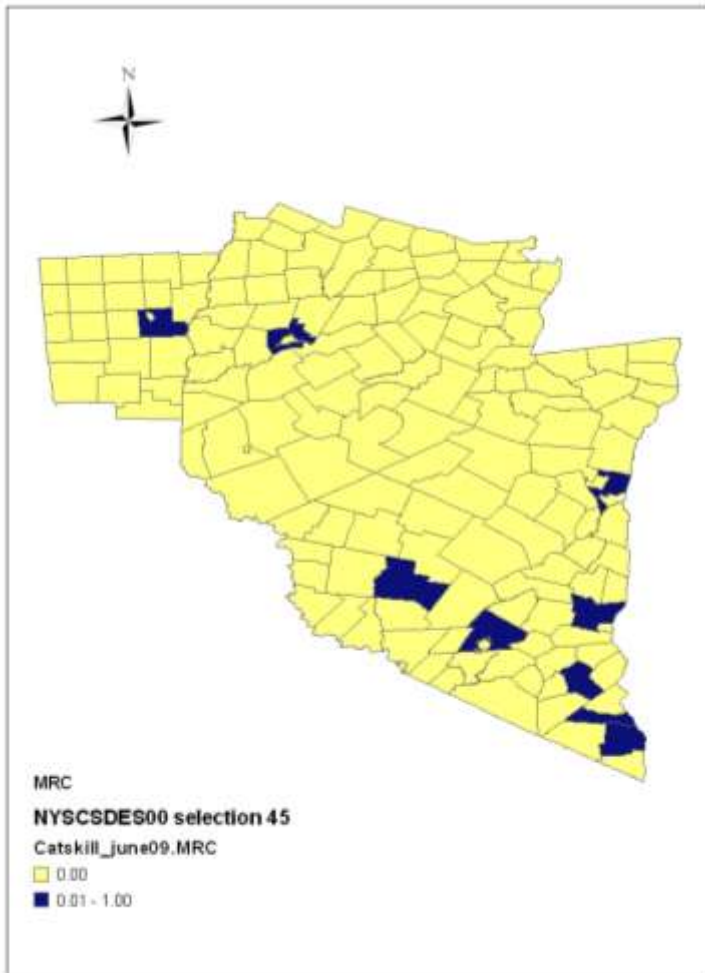 N
MRC
NYSCSDES00 selection 45
Catskill_june09.MRC
0.00
0.01 - 1.00